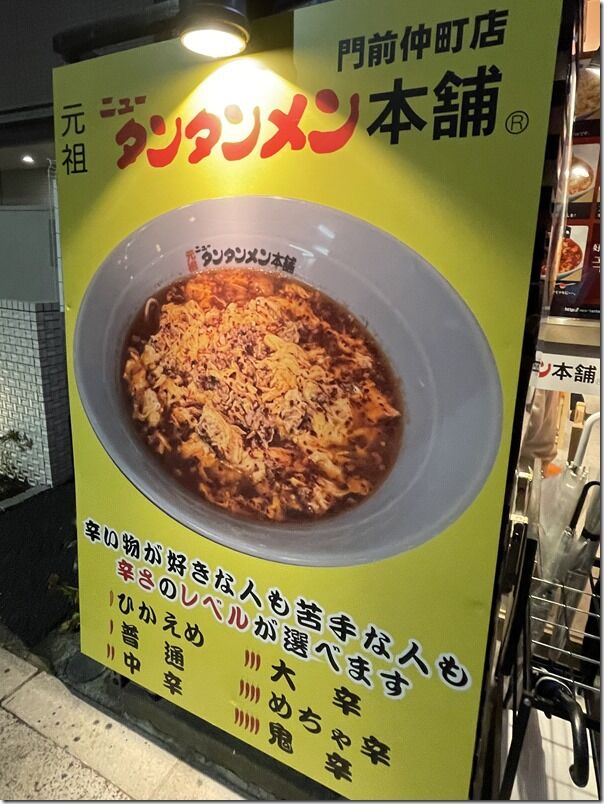 門前仲町店
元祖
ニュー
タンタンメン本舗®
元祖ニュータンタンメン本舗
辛い物が好きな人も苦手な人も
辛さのレベルが選べます
ひかえめ
普通
中辛
大辛
めちゃ辛
鬼辛
本舗